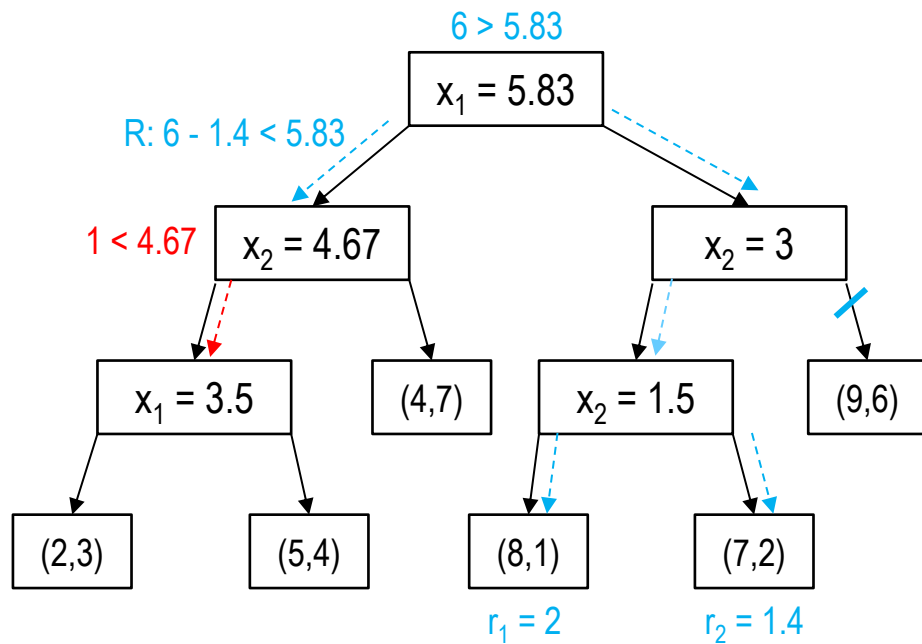 6 > 5.83
x₁ = 5.83
R: 6 - 1.4 < 5.83
1 < 4.67
x₂ = 4.67
x₂ = 3
x₁ = 3.5
(4,7)
x₂ = 1.5
(9,6)
(2,3)
(5,4)
(8,1)
(7,2)
r₁ = 2
r₂ = 1.4